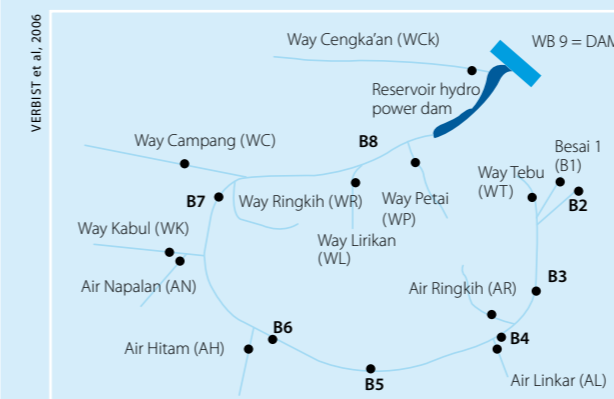 VERBIST et al, 2006
Way Cengka'an (WCk)
WB 9 = DAM
Reservoir hydro
power dam
Way Campang (WC)
B8
Besai 1
(B1)
Way Tebu
(WT)
B2
B7
Way Ringkih (WR)
Way Petai
(WP)
Way Kabul (WK)
Way Lirikan
(WL)
Air Napalan (AN)
Air Ringkih (AR)
B3
B6
B4
Air Hitam (AH)
B5
Air Linkar (AL)